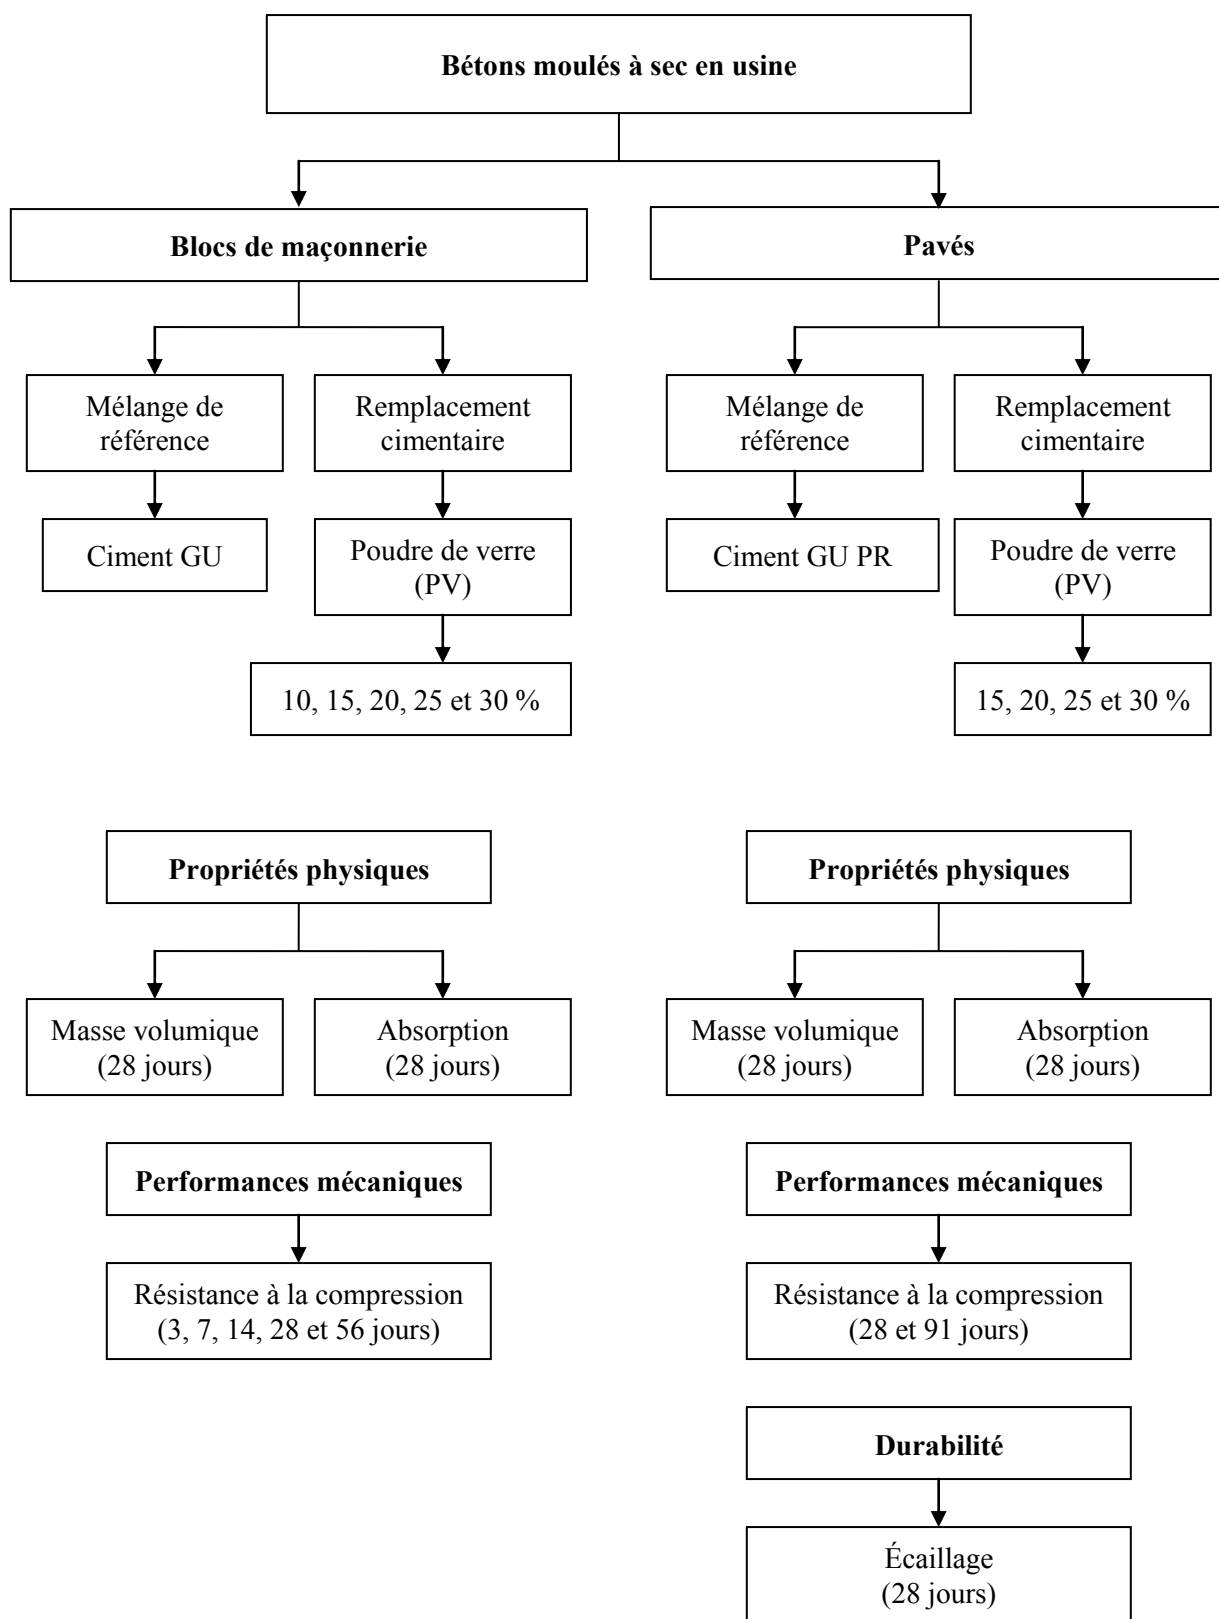 Bétons moulés à sec en usine
Blocs de maçonnerie
Pavés
Mélange de
référence
Remplacement
cimentaire
Mélange de
référence
Remplacement
cimentaire
Ciment GU
Poudre de verre
(PV)
Ciment GU PR
Poudre de verre
(PV)
10, 15, 20, 25 et 30 %
15, 20, 25 et 30 %
Propriétés physiques
Propriétés physiques
Masse volumique
(28 jours)
Absorption
(28 jours)
Masse volumique
(28 jours)
Absorption
(28 jours)
Performances mécaniques
Performances mécaniques
Résistance à la compression
(3, 7, 14, 28 et 56 jours)
Résistance à la compression
(28 et 91 jours)
Durabilité
Écaillage
(28 jours)